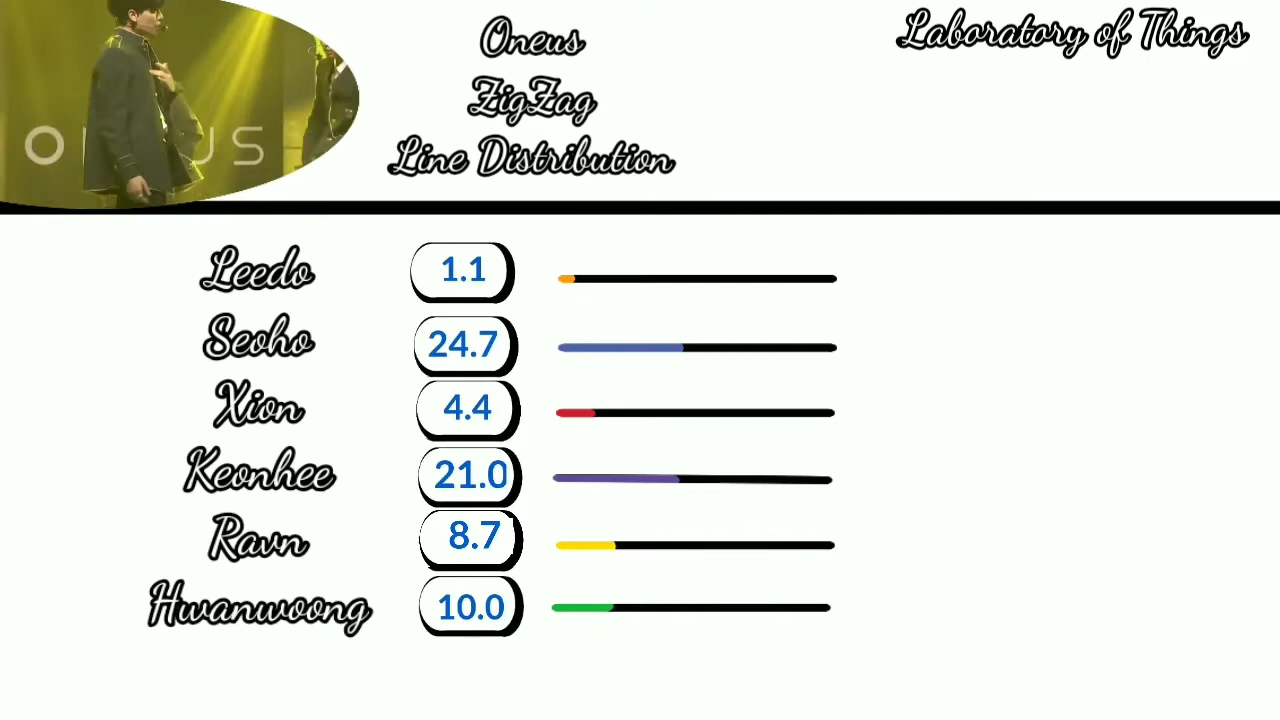 Oneus
ZigZag
Line Distribution
Laboratory of Things
O US
Leedo 1.1
Seoho 24.7
Xion 4.4
Keonhee 21.0
Ravn 8.7
Hwanwoong 10.0